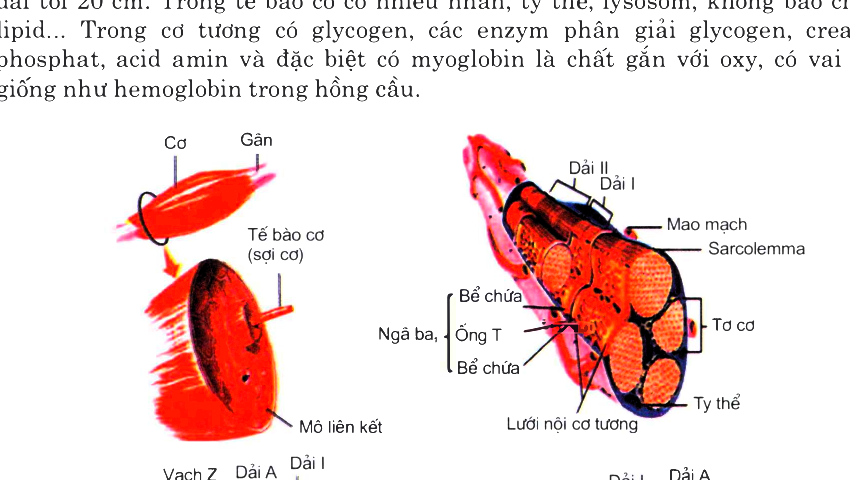 dài tới 20 cm. Trong tế bào cơ có nhiều nhân, ty thể, lysosom, không bào
lipid... Trong cơ tương có glycogen, các enzym phân giải glycogen,
phosphat, acid amin và đặc biệt có myoglobin là chất gắn với oxy, có vai
giống như hemoglobin trong hồng cầu.
Cơ
Gân
Tế bào cơ
(sợi cơ)
Mô liên kết
Dải II
Dải I
Mao mạch
Sarcolemma
Bể chứa
Ngã ba,
Ống T
Bể chứa
Tơ cơ
Ty thể
Lưới nội cơ tương
Vạch Z
Dải A
Dải I
Dải I
Dải A